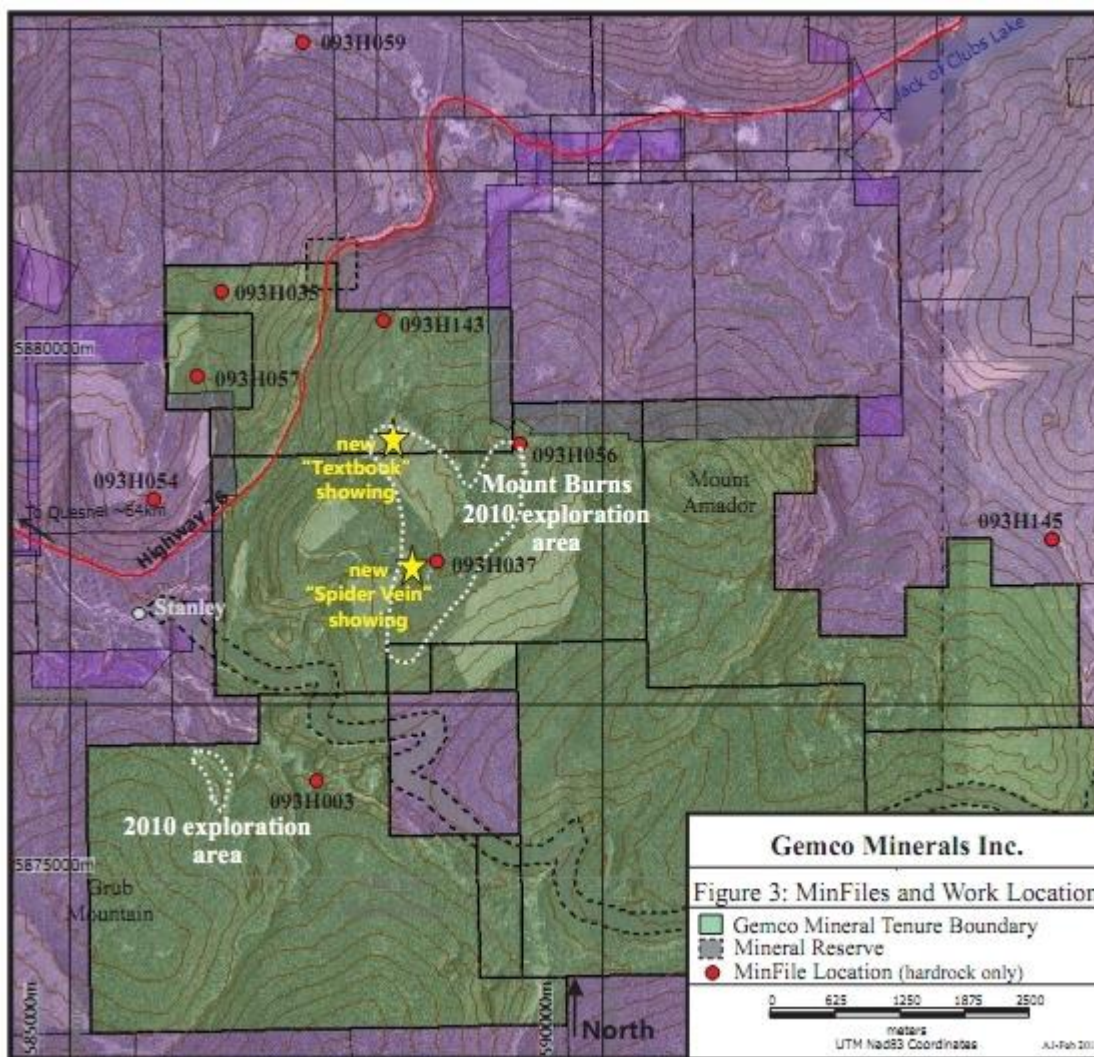 093H059
Jack of Clubs Lake
093H035
093H143
5880000m
093H057
new
"Textbook"
showing
093H056
Mount Burns
2010 exploration
area
Mount
Amador
093H054
To Quesnel ~64km
Highway 26
093H145
093H037
new
"Spider Vein"
showing
Stanley
093H003
2010 exploration
area
5875000m
Grub
Mountain
585000m
590000m
North
Gemco Minerals Inc.
Figure 3: MinFiles and Work Location
Gemco Mineral Tenure Boundary
Mineral Reserve
MinFile Location (hardrock only)
0 625 1250 1875 2500
meters
UTM Nad83 Coordinates